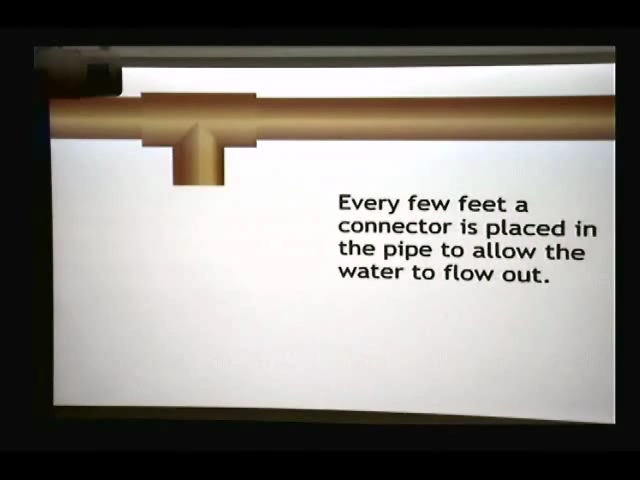 Every few feet a
connector is placed in
the pipe to allow the
water to flow out.